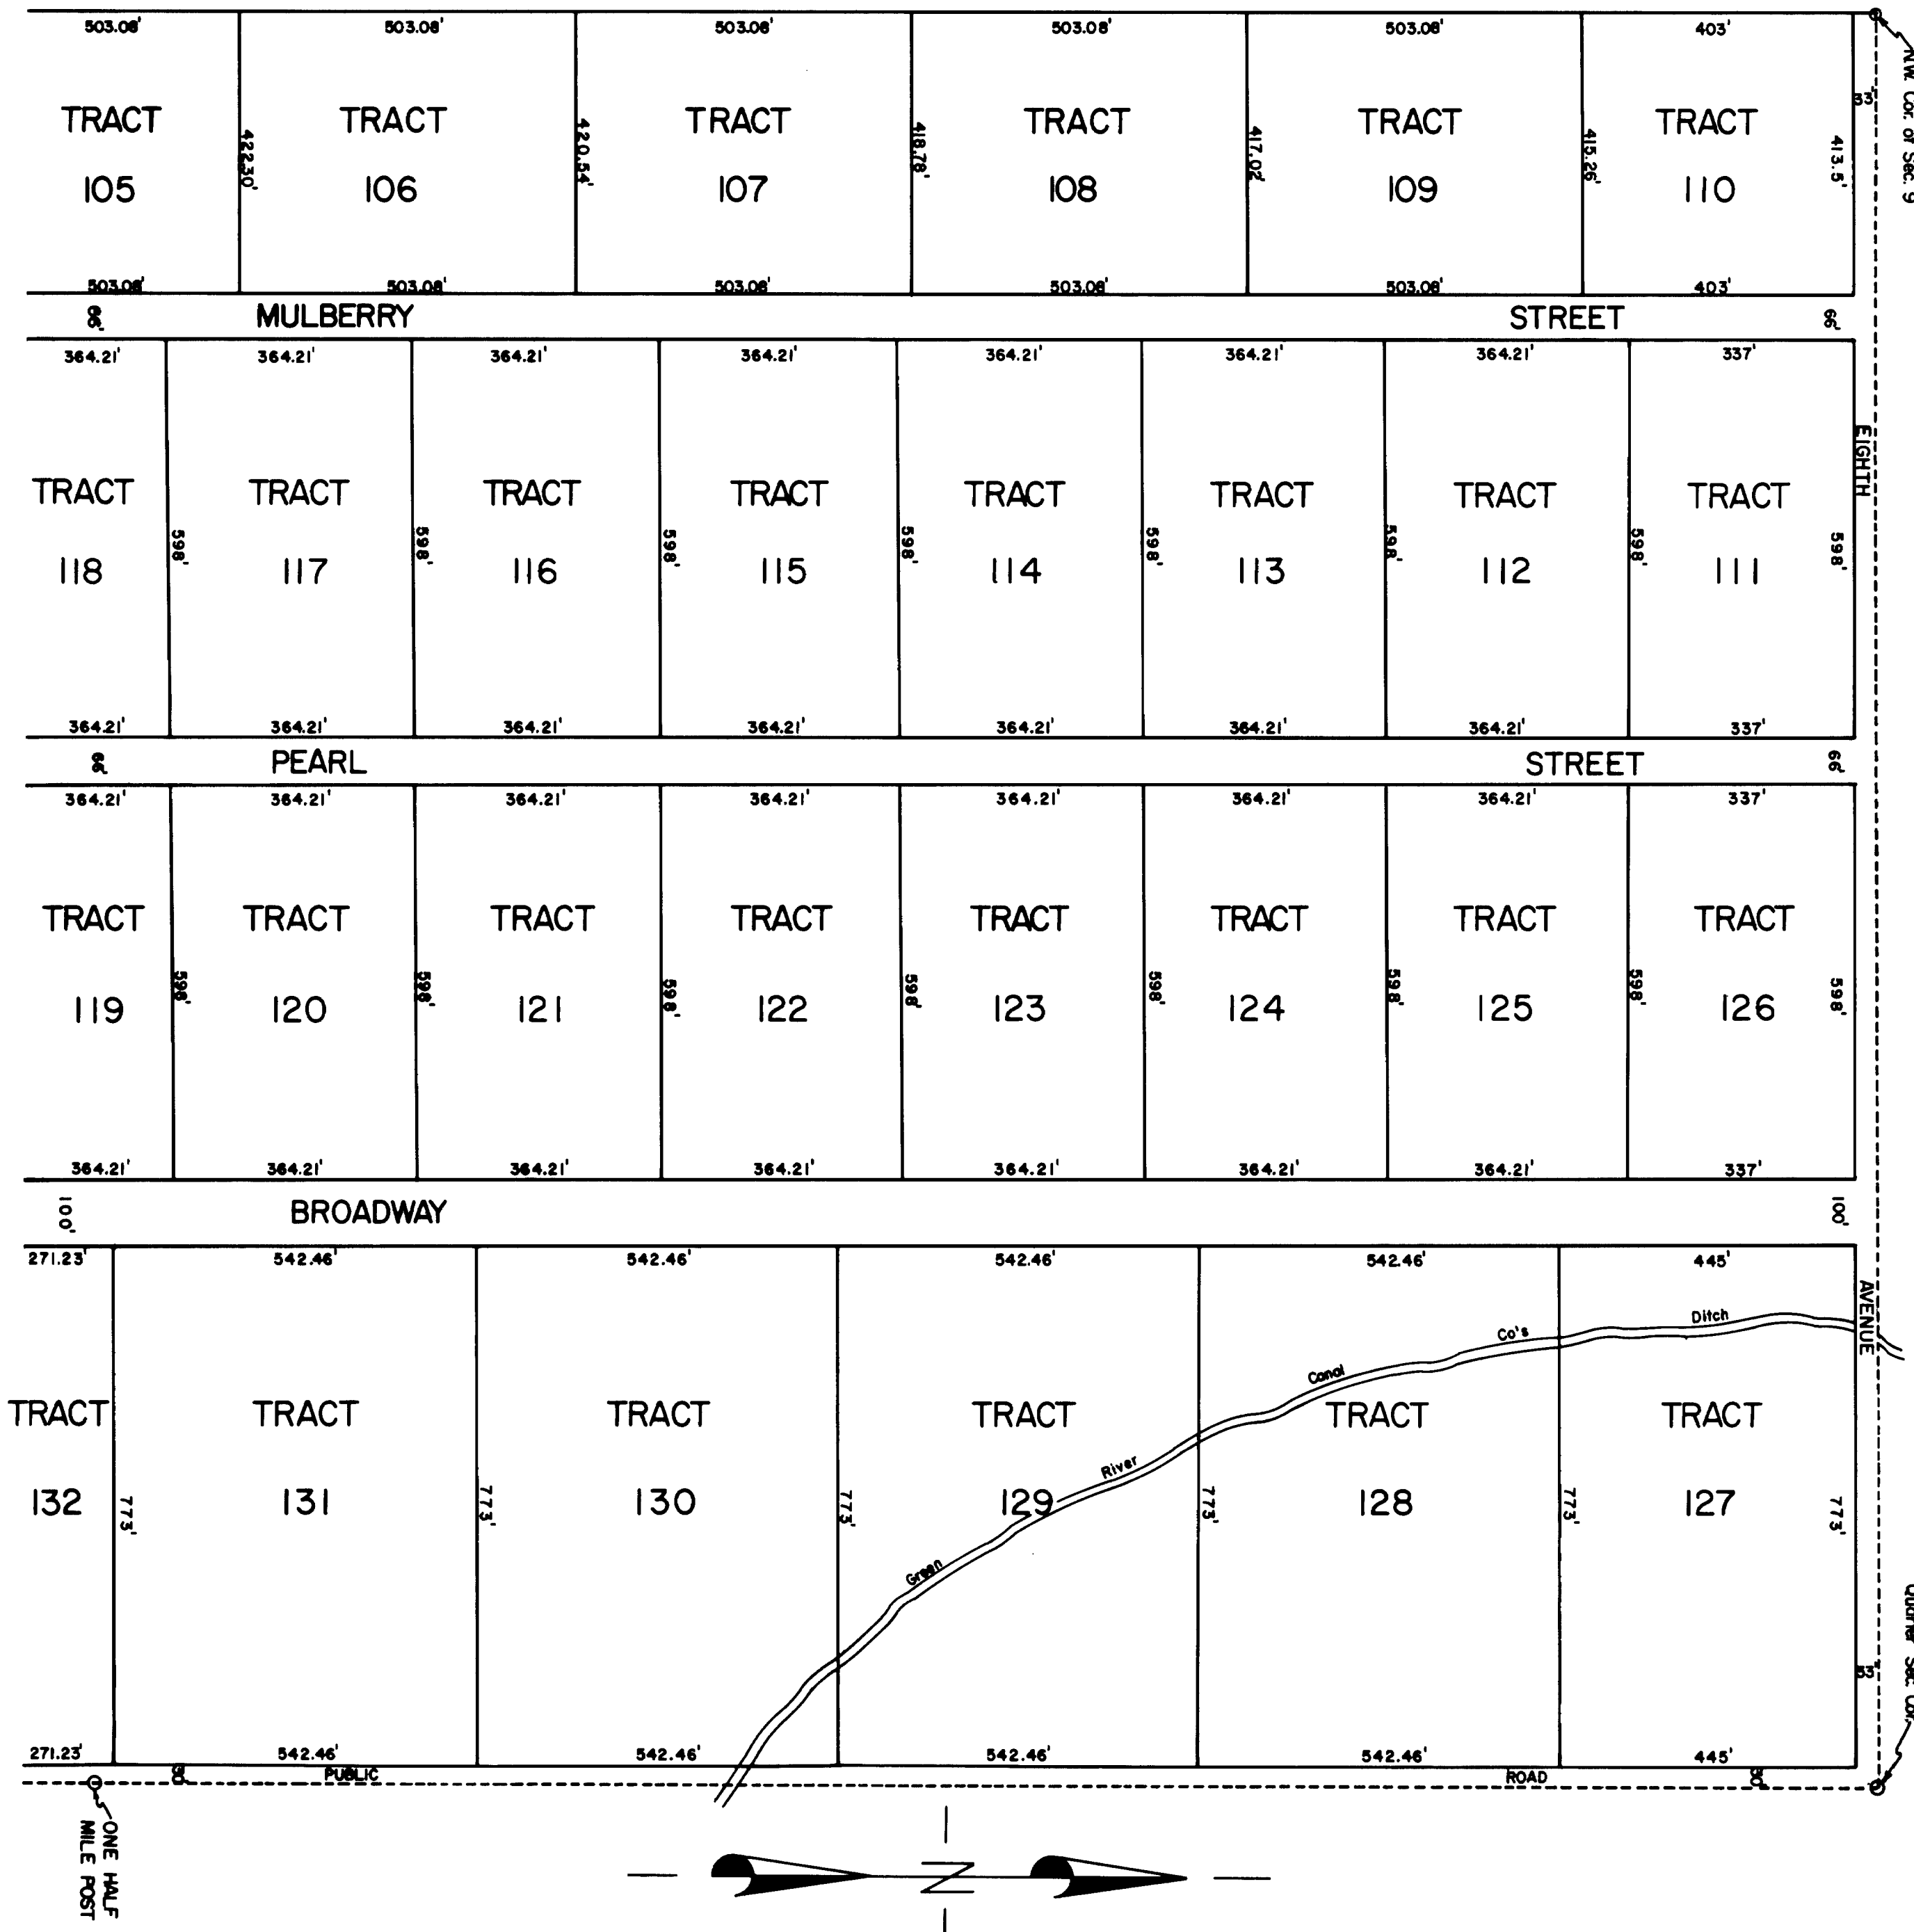 503.08' 503.08' 503.08' 503.08' 503.08' 403'
N.W. Cor. of Sec. 9
33'
TRACT TRACT TRACT TRACT TRACT TRACT
422.30' 420.54' 418.78' 417.02' 415.26' 413.5'
105 106 107 108 109 110
503.08' 503.08' 503.08' 503.08' 503.08' 403'
66' MULBERRY STREET 66'
364.21' 364.21' 364.21' 364.21' 364.21' 364.21' 364.21' 337'
EIGHTH
TRACT TRACT TRACT TRACT TRACT TRACT TRACT TRACT
598' 598' 598' 598' 598' 598' 598' 598'
118 117 116 115 114 113 112 111
364.21' 364.21' 364.21' 364.21' 364.21' 364.21' 364.21' 337'
66' PEARL STREET 66'
364.21' 364.21' 364.21' 364.21' 364.21' 364.21' 364.21' 337'
TRACT TRACT TRACT TRACT TRACT TRACT TRACT TRACT
598' 598' 598' 598' 598' 598' 598' 598'
119 120 121 122 123 124 125 126
364.21' 364.21' 364.21' 364.21' 364.21' 364.21' 364.21' 337'
100' BROADWAY 100'
271.23' 542.46' 542.46' 542.46' 542.46' 445'
AVENUE
Green River Canal Co's Ditch
TRACT TRACT TRACT TRACT TRACT TRACT
132 131 130 129 128 127
773' 773' 773' 773' 773' 773'
Quarter Sec. Cor.
33'
271.23' 542.46' 542.46' 542.46' 542.46' 445'
30' PUBLIC ROAD 30'
ONE HALF
MILE POST
N